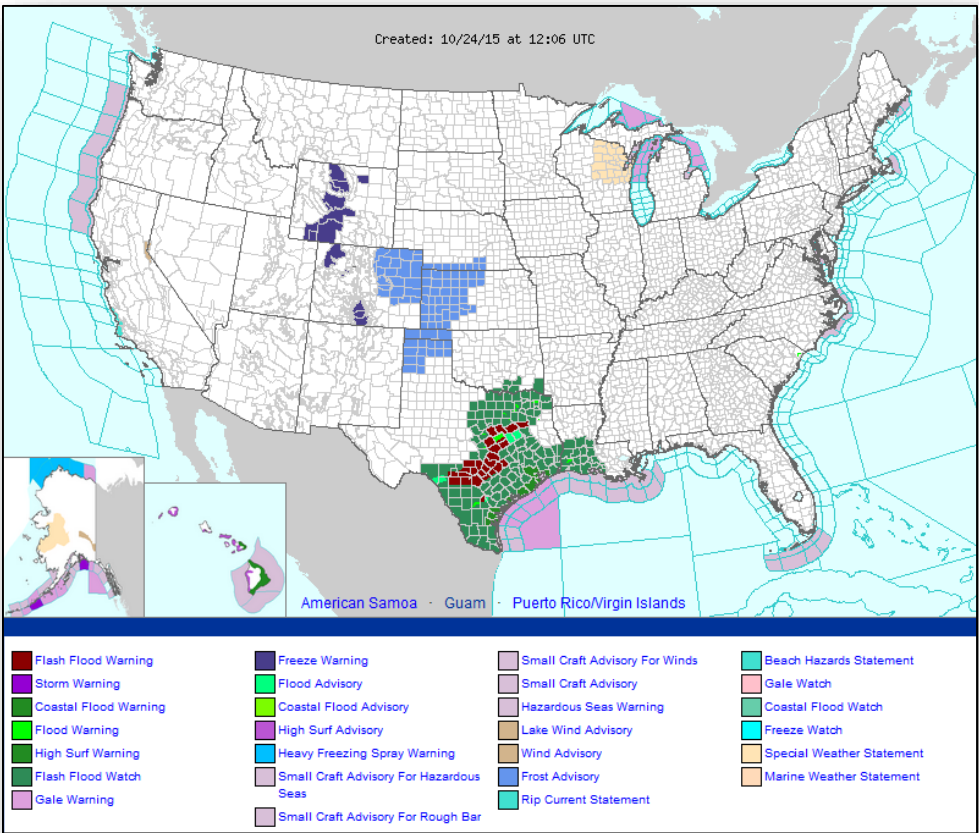 Created: 10/24/15 at 12:06 UTC
American Samoa - Guam - Puerto Rico/Virgin Islands
Flash Flood Warning
Storm Warning
Coastal Flood Warning
Flood Warning
High Surf Warning
Flash Flood Watch
Gale Warning
Freeze Warning
Flood Advisory
Coastal Flood Advisory
High Surf Advisory
Heavy Freezing Spray Warning
Small Craft Advisory For Hazardous
Seas
Small Craft Advisory For Rough Bar
Small Craft Advisory For Winds
Small Craft Advisory
Hazardous Seas Warning
Lake Wind Advisory
Wind Advisory
Frost Advisory
Rip Current Statement
Beach Hazards Statement
Gale Watch
Coastal Flood Watch
Freeze Watch
Special Weather Statement
Marine Weather Statement